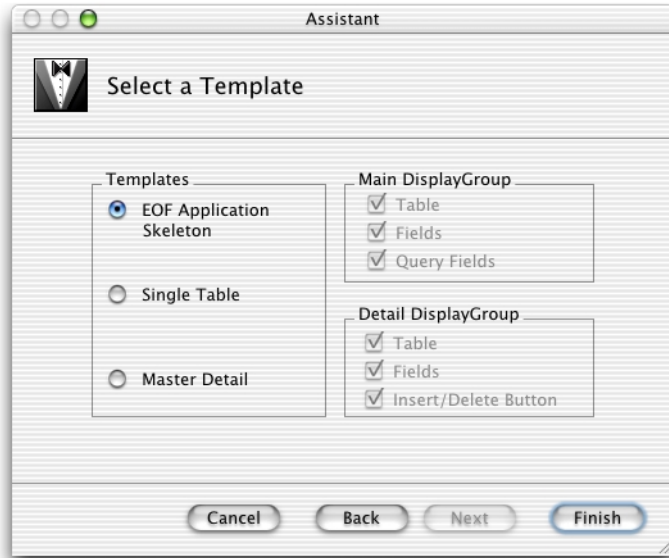 Assistant
Select a Template
Templates
EOF Application
Skeleton
Single Table
Master Detail
Main DisplayGroup
Table
Fields
Query Fields
Detail DisplayGroup
Table
Fields
Insert/Delete Button
Cancel
Back
Next
Finish